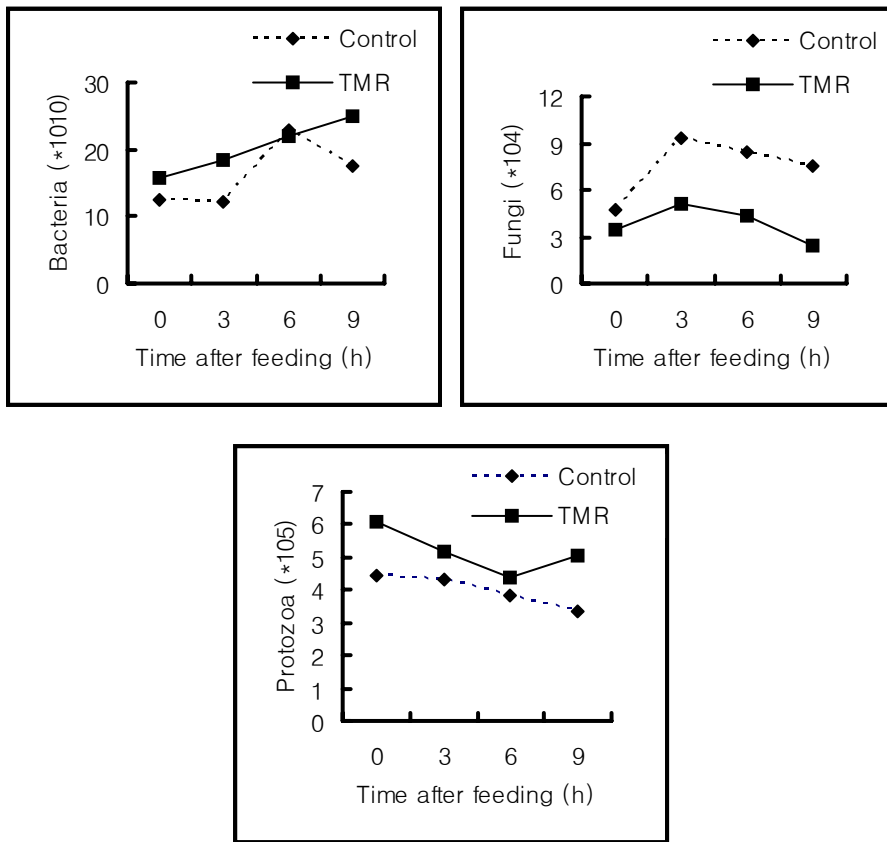 Control
TMR
30
20
10
0
Bacteria (*1010)
0 3 6 9
Time after feeding (h)
Control
TMR
12
9
6
3
0
Fungi (*104)
0 3 6 9
Time after feeding (h)
Control
TMR
7
6
5
4
3
2
1
0
Protozoa (*105)
0 3 6 9
Time after feeding (h)